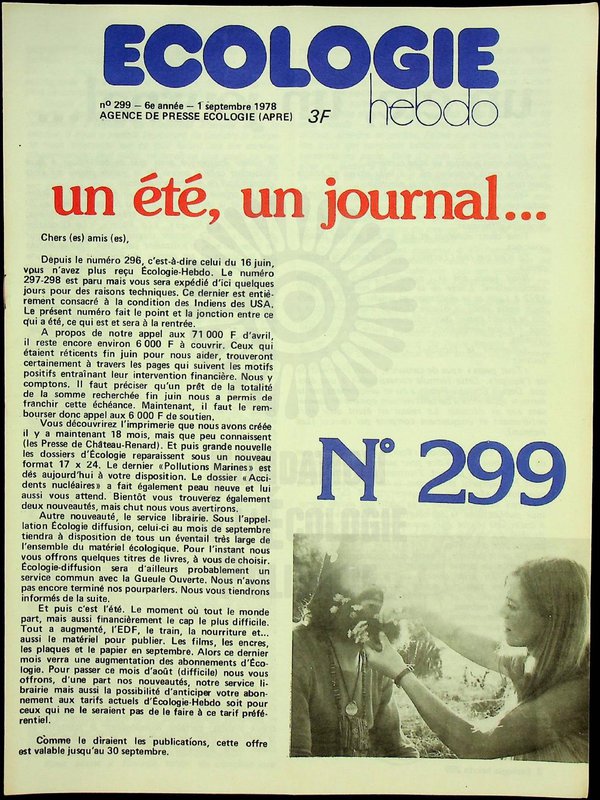 ECOLOGIE
hebdo
nº 299 – 6e année – 1 septembre 1978
AGENCE DE PRESSE ECOLOGIE (APRE) 3F
un été, un journal...
Chers (es) amis (es),
Depuis le numéro 296, c'est-à-dire celui du 16 juin,
vpus n'avez plus reçu Écologie-Hebdo. Le numéro
297-298 est paru mais vous sera expédié d'ici quelques
jours pour des raisons techniques. Ce dernier est entiè-
rement consacré à la condition des Indiens des USA.
Le présent numéro fait le point et la jonction entre ce
qui a été, ce qui est et sera à la rentrée.
A propos de notre appel aux 71 000 F d'avril,
il reste encore environ 6 000 F à couvrir. Ceux qui
étaient réticents fin juin pour nous aider, trouveront
certainement à travers les pages qui suivent les motifs
positifs entraînant leur intervention financière. Nous y
comptons. Il faut préciser qu'un prêt de la totalité
de la somme recherchée fin juin nous a permis de
franchir cette échéance. Maintenant, il faut le rem-
bourser donc appel aux 6 000 F de soutien.
Vous découvrirez l'imprimerie que nous avons créée
il y a maintenant 18 mois, mais que peu connaissent
(les Presse de Château-Renard). Et puis grande nouvelle
les dossiers d'Écologie reparaissent sous un nouveau
format 17 x 24. Le dernier «Pollutions Marines» est
dès aujourd'hui à votre disposition. Le dossier «Acci-
dents nucléaires» a fait également peau neuve et lui
aussi vous attend. Bientôt vous trouverez également
deux nouveautés, mais chut nous vous avertirons.
Autre nouveauté, le service librairie. Sous l'appel-
lation Écologie diffusion, celui-ci au mois de septembre
tiendra à disposition de tous un éventail très large de
l'ensemble du matériel écologique. Pour l'instant nous
vous offrons quelques titres de livres, à vous de choisir.
Écologie-diffusion sera d'ailleurs probablement un
service commun avec la Gueule Ouverte. Nous n'avons
pas encore terminé nos pourparlers. Nous vous tiendrons
informés de la suite.
Et puis c'est l'été. Le moment où tout le monde
part, mais aussi financièrement le cap le plus difficile.
Tout a augmenté, l'EDF, le train, la nourriture et...
aussi le matériel pour publier. Les films, les encres,
les plaques et le papier en septembre. Alors ce dernier
mois verra une augmentation des abonnements d'Éco-
logie. Pour passer ce mois d'août (difficile) nous vous
offrons, d'une part nos nouveautés, notre service li-
brairie mais aussi la possibilité d'anticiper votre abon-
nement aux tarifs actuels d'Écologie-Hebdo soit pour
ceux qui ne le seraient pas de le faire à ce tarif préfé-
rentiel.
Comme le diraient les publications, cette offre
est valable jusqu'au 30 septembre.
N° 299